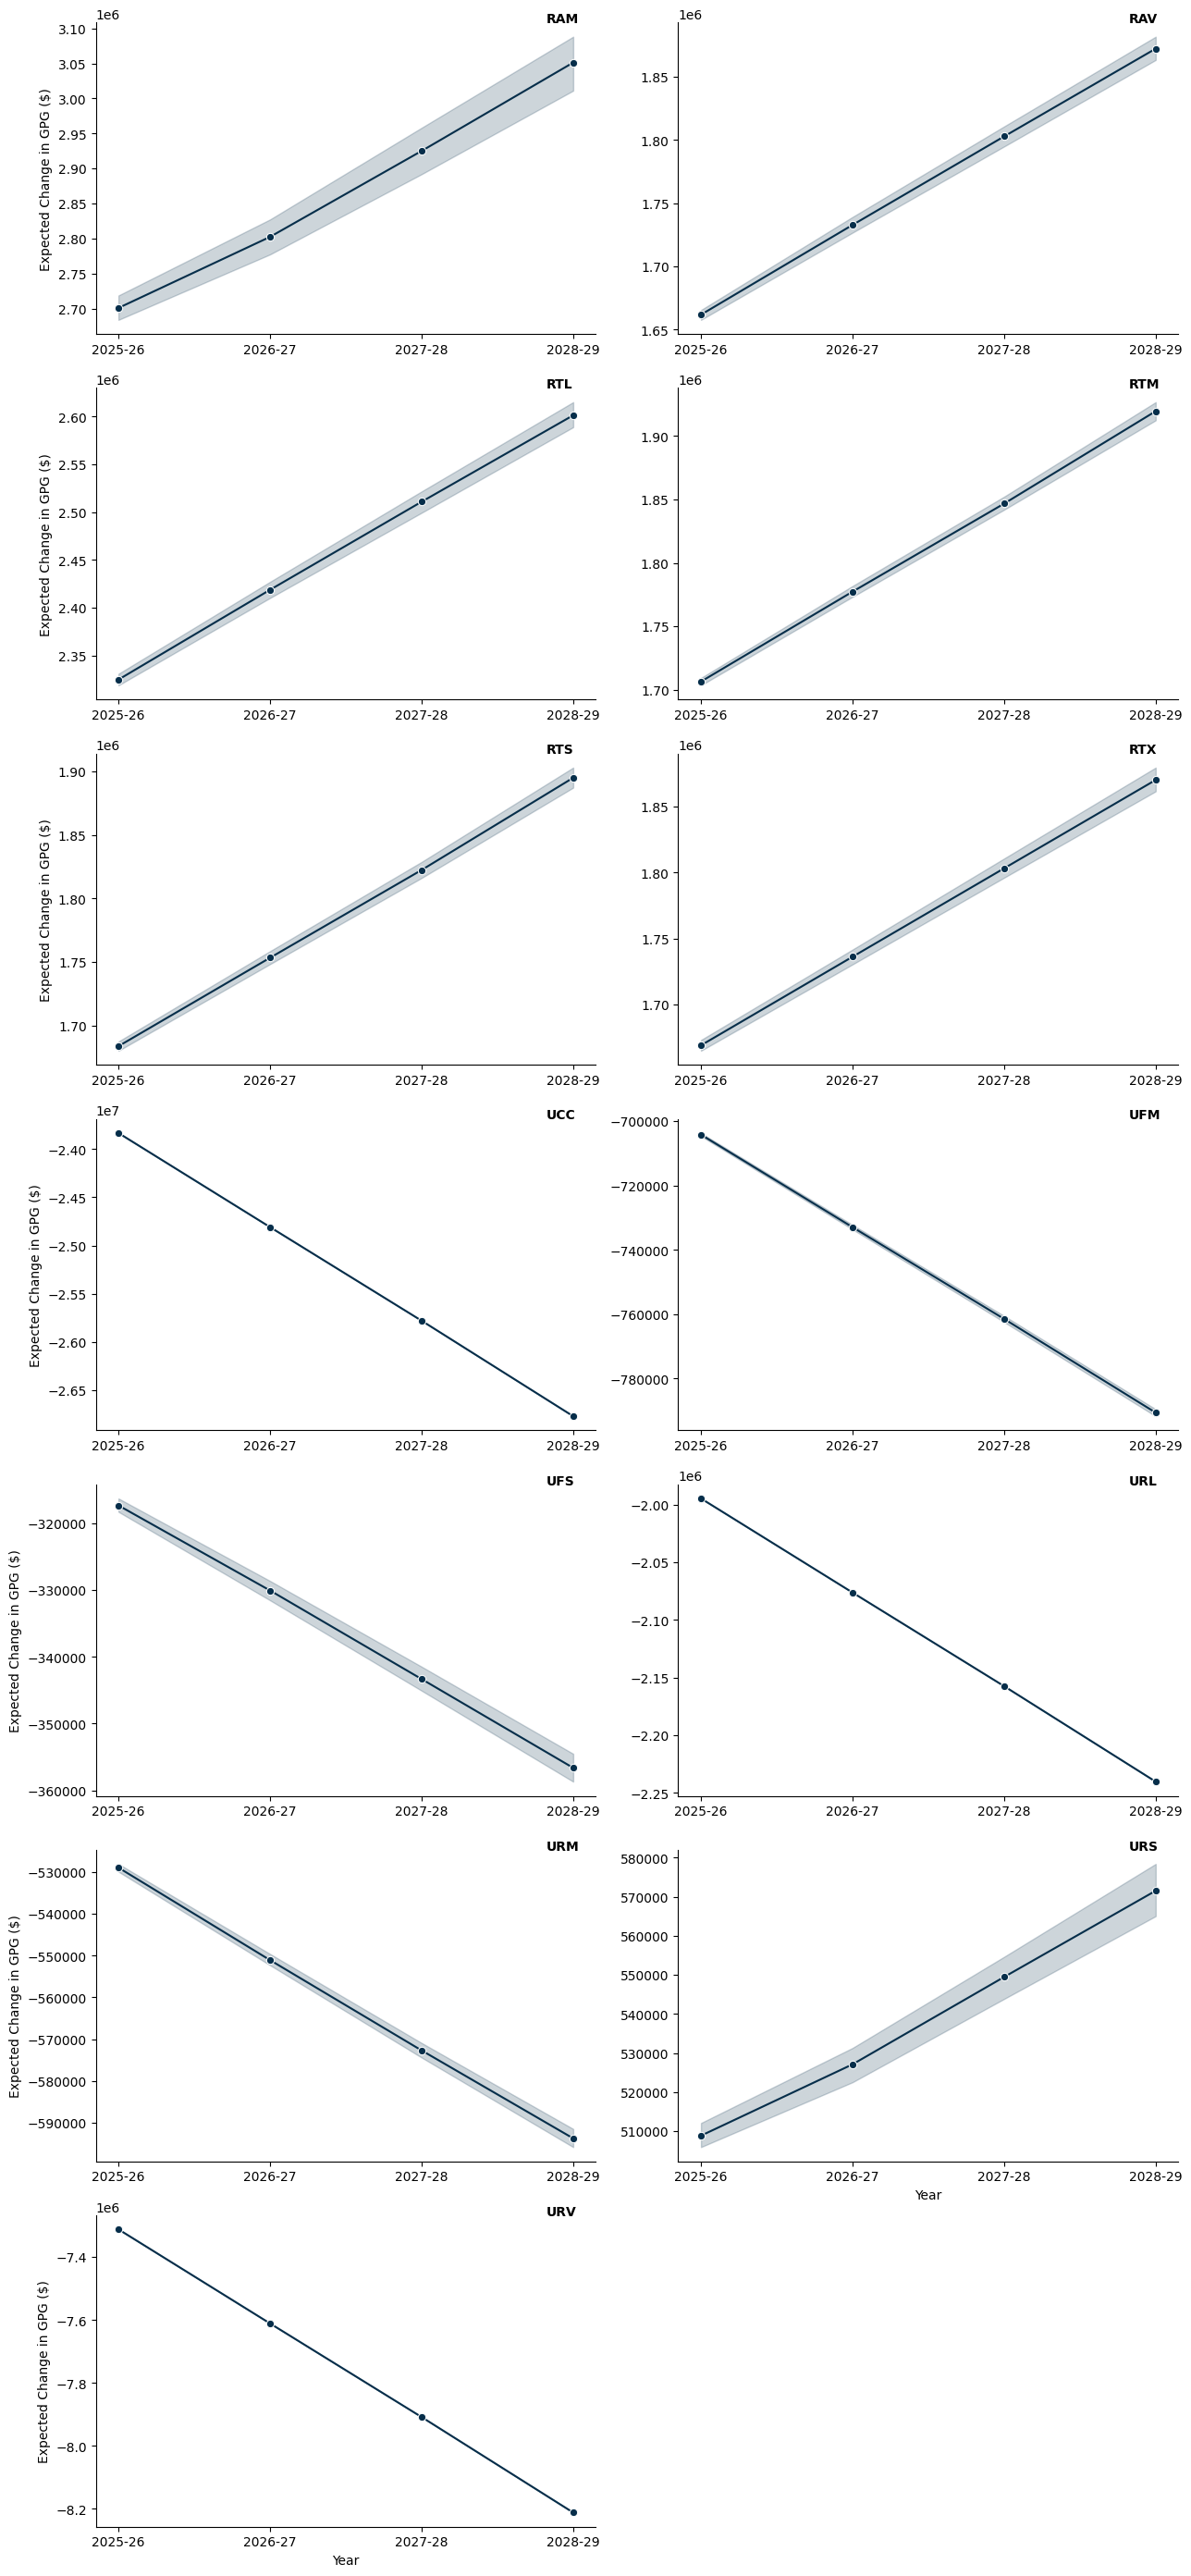 1e6
RAM
Expected Change in GPG ($)
3.10
3.05
3.00
2.95
2.90
2.85
2.80
2.75
2.70
2025-26 2026-27 2027-28 2028-29
1e6
RAV
1.85
1.80
1.75
1.70
1.65
2025-26 2026-27 2027-28 2028-29
1e6
RTL
Expected Change in GPG ($)
2.60
2.55
2.50
2.45
2.40
2.35
2025-26 2026-27 2027-28 2028-29
1e6
RTM
1.90
1.85
1.80
1.75
1.70
2025-26 2026-27 2027-28 2028-29
1e6
RTS
Expected Change in GPG ($)
1.90
1.85
1.80
1.75
1.70
2025-26 2026-27 2027-28 2028-29
1e6
RTX
1.85
1.80
1.75
1.70
2025-26 2026-27 2027-28 2028-29
1e7
UCC
Expected Change in GPG ($)
−2.40
−2.45
−2.50
−2.55
−2.60
−2.65
2025-26 2026-27 2027-28 2028-29
UFM
−700000
−720000
−740000
−760000
−780000
2025-26 2026-27 2027-28 2028-29
UFS
Expected Change in GPG ($)
−320000
−330000
−340000
−350000
−360000
2025-26 2026-27 2027-28 2028-29
1e6
URL
−2.00
−2.05
−2.10
−2.15
−2.20
−2.25
2025-26 2026-27 2027-28 2028-29
URM
Expected Change in GPG ($)
−530000
−540000
−550000
−560000
−570000
−580000
−590000
2025-26 2026-27 2027-28 2028-29
URS
580000
570000
560000
550000
540000
530000
520000
510000
2025-26 2026-27 2027-28 2028-29
Year
1e6
URV
Expected Change in GPG ($)
−7.4
−7.6
−7.8
−8.0
−8.2
2025-26 2026-27 2027-28 2028-29
Year